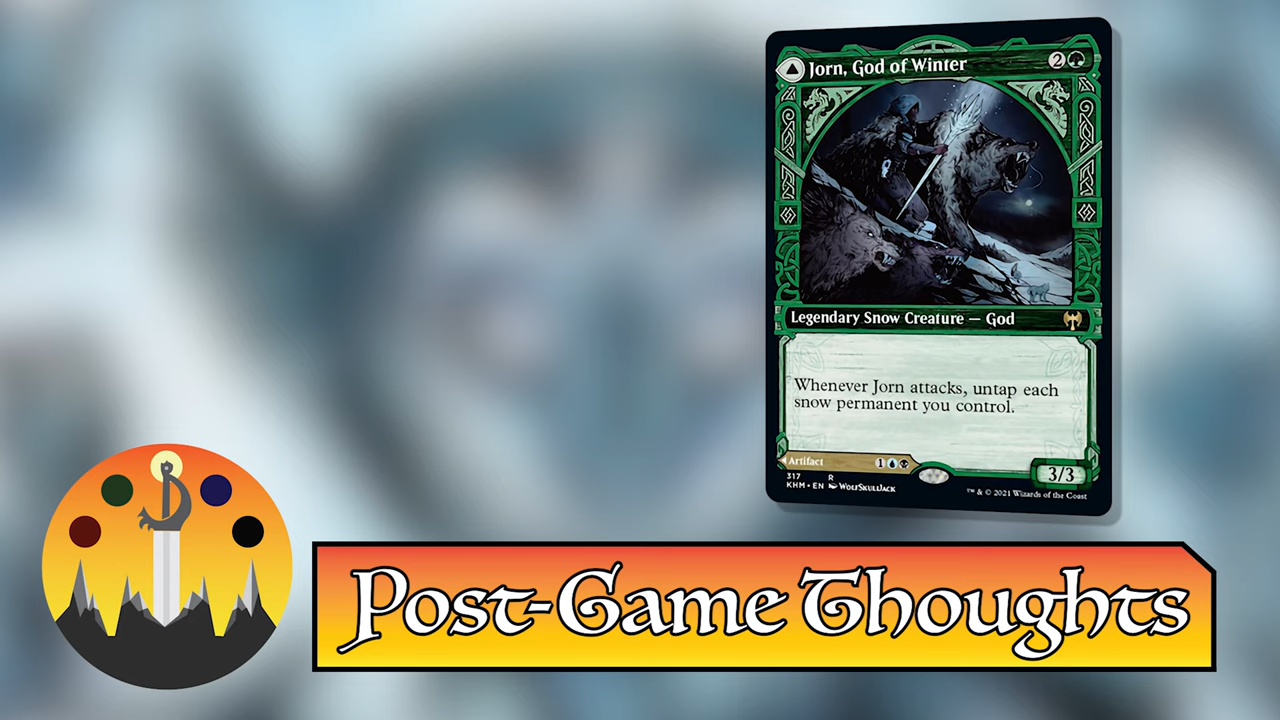 Jorn, God of Winter 2
Legendary Snow Creature — God
Whenever Jorn attacks, untap each
snow permanent you control.
Artifact 1
3/3
317 R
KHM • EN WolfSkullJack
™ & © 2021 Wizards of the Coast
Post-Game Thoughts